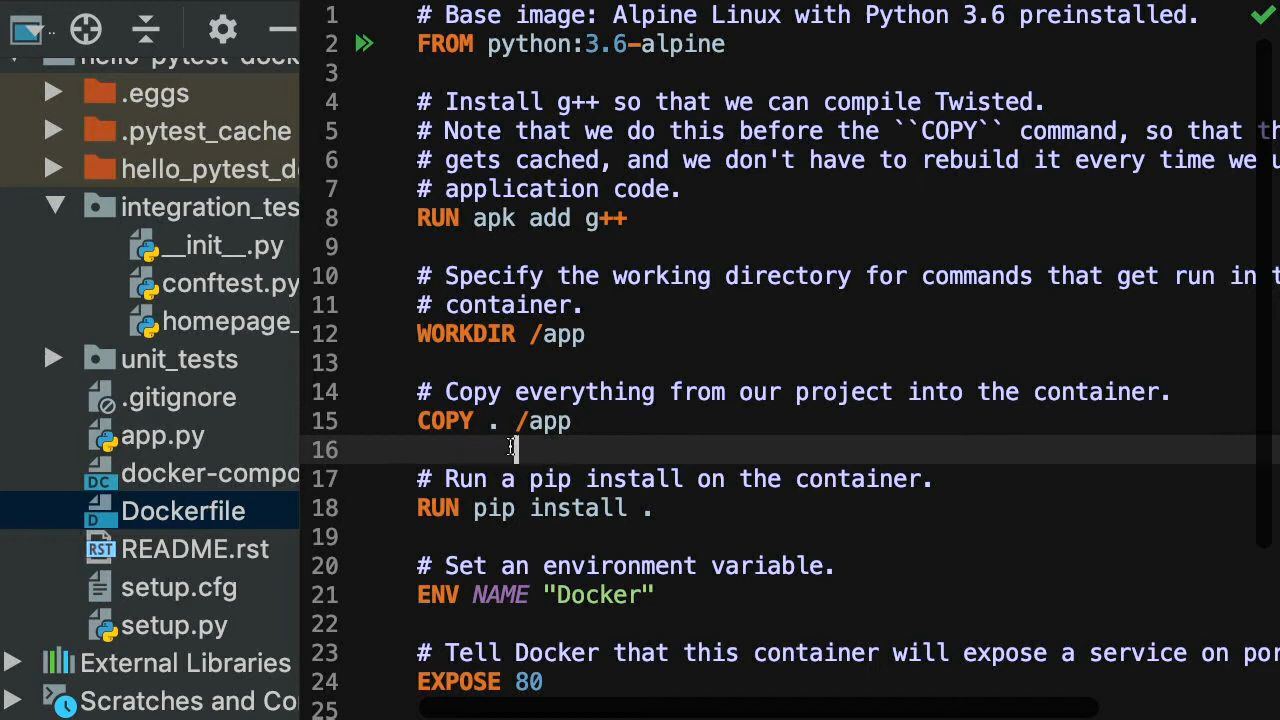 hello_pytest_dock
.eggs
.pytest_cache
hello_pytest_d
integration_tes
__init__.py
conftest.py
homepage_
unit_tests
.gitignore
app.py
docker-compo
Dockerfile
README.rst
setup.cfg
setup.py
External Libraries
Scratches and Co
1 # Base image: Alpine Linux with Python 3.6 preinstalled.
2 FROM python:3.6-alpine
3
4 # Install g++ so that we can compile Twisted.
5 # Note that we do this before the ``COPY`` command, so that th
6 # gets cached, and we don't have to rebuild it every time we u
7 # application code.
8 RUN apk add g++
9
10 # Specify the working directory for commands that get run in t
11 # container.
12 WORKDIR /app
13
14 # Copy everything from our project into the container.
15 COPY . /app
16
17 # Run a pip install on the container.
18 RUN pip install .
19
20 # Set an environment variable.
21 ENV NAME "Docker"
22
23 # Tell Docker that this container will expose a service on por
24 EXPOSE 80
25